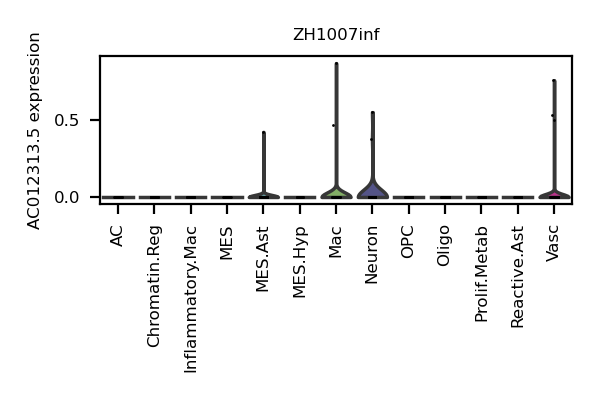 ZH1007inf
AC012313.5 expression
0.5
0.0
AC
Chromatin.Reg
Inflammatory.Mac
MES
MES.Ast
MES.Hyp
Mac
Neuron
OPC
Oligo
Prolif.Metab
Reactive.Ast
Vasc